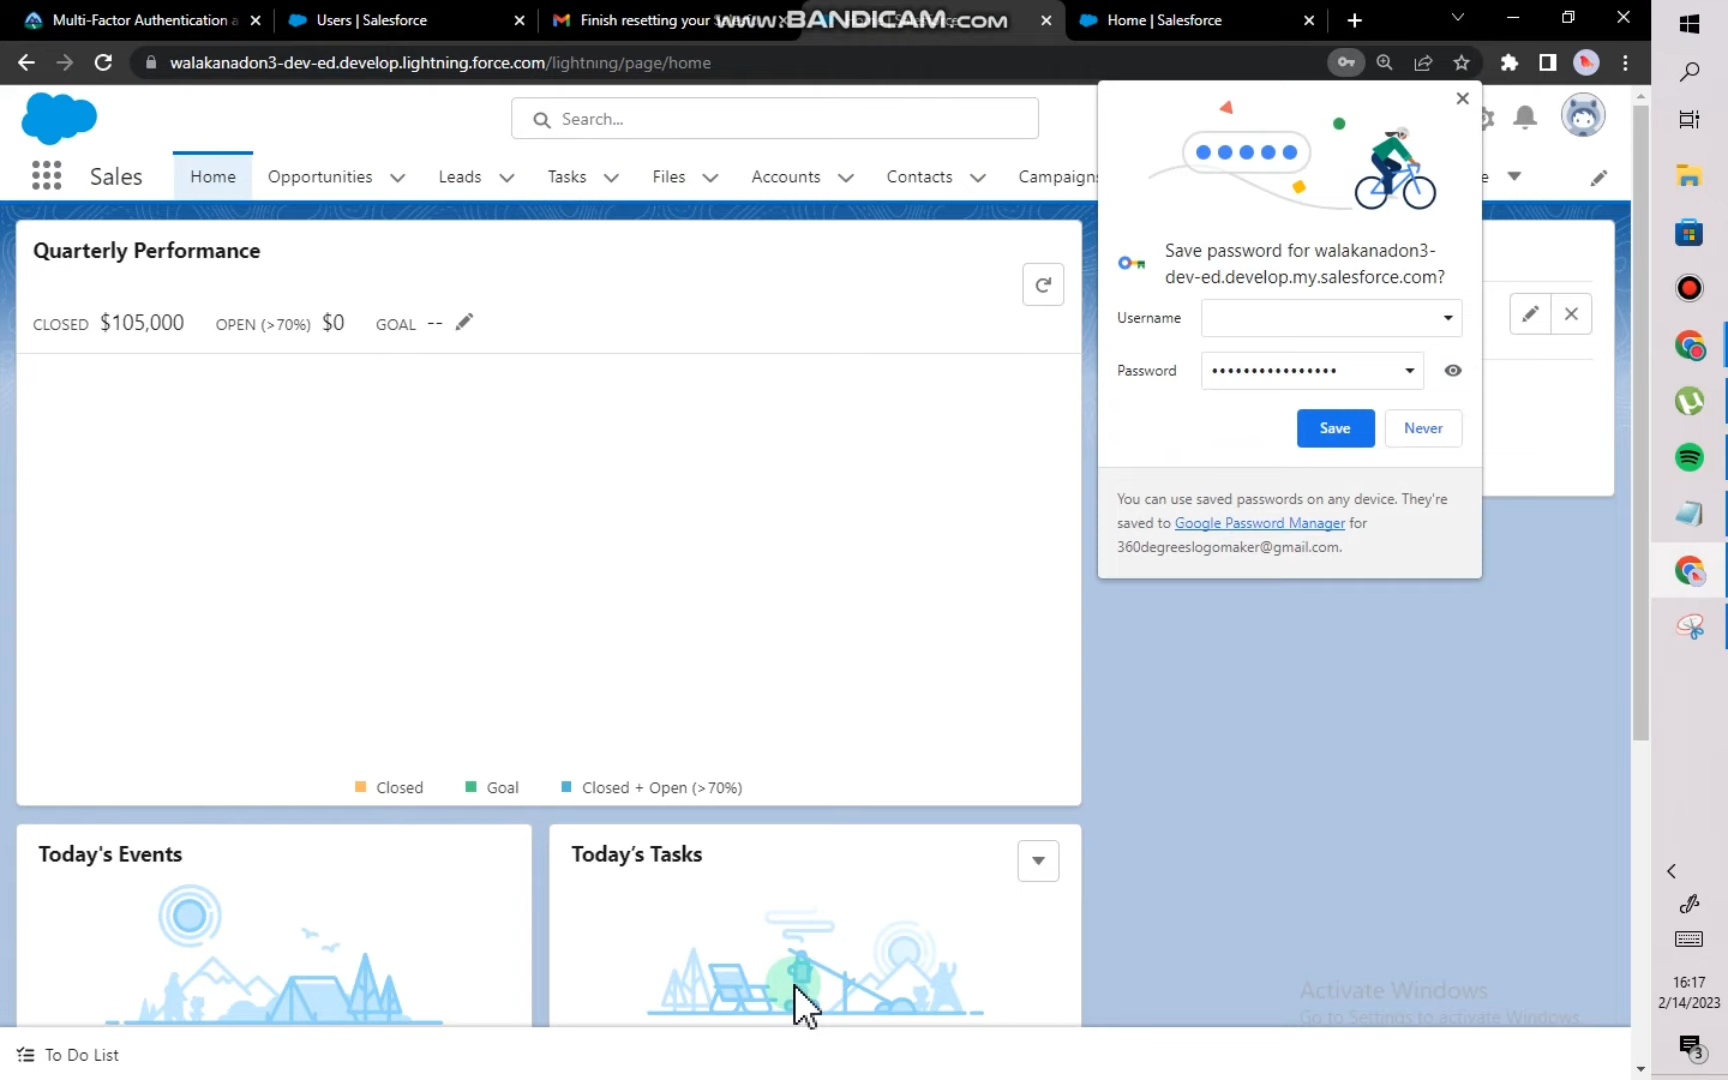 Multi-Factor Authentication a
Users | Salesforce
Finish resetting your
www.BANDICAM.com
Home | Salesforce
walakanadon3-dev-ed.develop.lightning.force.com/lightning/page/home
Search...
Sales
Home
Opportunities
Leads
Tasks
Files
Accounts
Contacts
Campaigns
e
Quarterly Performance
CLOSED $105,000 OPEN (>70%) $0 GOAL --
Closed
Goal
Closed + Open (>70%)
Save password for walakanadon3-
dev-ed.develop.my.salesforce.com?
Username
Password
Save
Never
You can use saved passwords on any device. They're
saved to Google Password Manager for
360degreeslogomaker@gmail.com.
Today's Events
Today's Tasks
Activate Windows
Go to Settings to activate Windows.
To Do List
16:17
2/14/2023
3